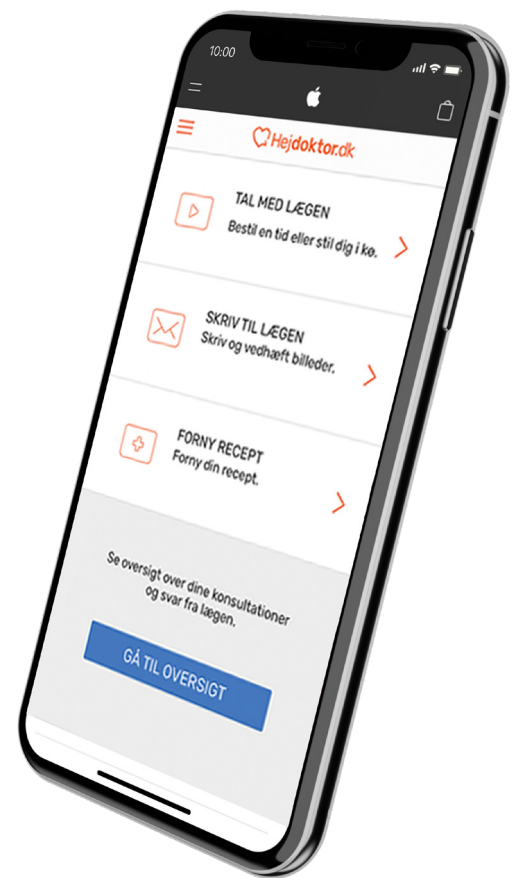 10:00
Hejdoktor.dk
TAL MED LÆGEN
Bestil en tid eller stil dig i kø.
SKRIV TIL LÆGEN
Skriv og vedhæft billeder.
FORNY RECEPT
Forny din recept.
Se oversigt over dine konsultationer
og svar fra lægen.
GÅ TIL OVERSIGT